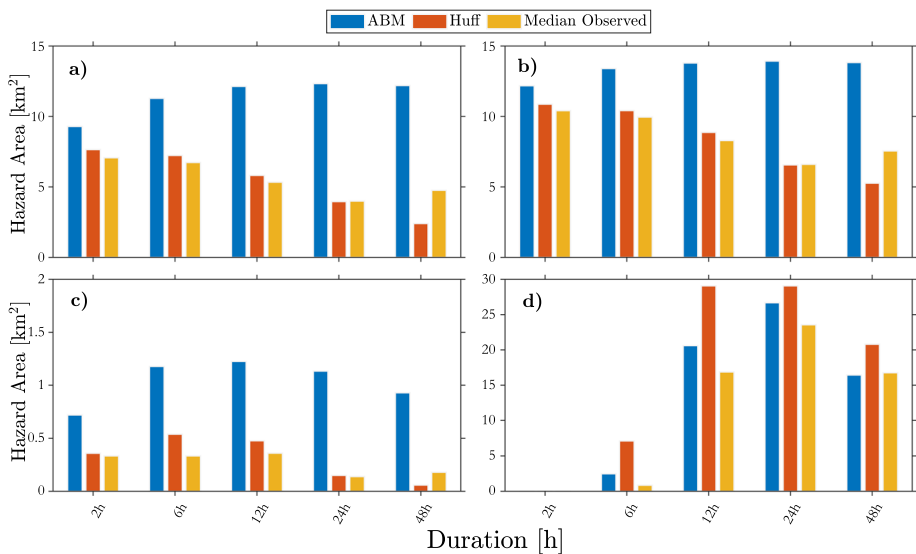 ABM Huff Median Observed
a)
Hazard Area [km²]
15
10
5
0
b)
15
10
5
0
c)
Hazard Area [km²]
2
1.5
1
0.5
0
2h 6h 12h 24h 48h
d)
30
25
20
15
10
5
0
2h 6h 12h 24h 48h
Duration [h]